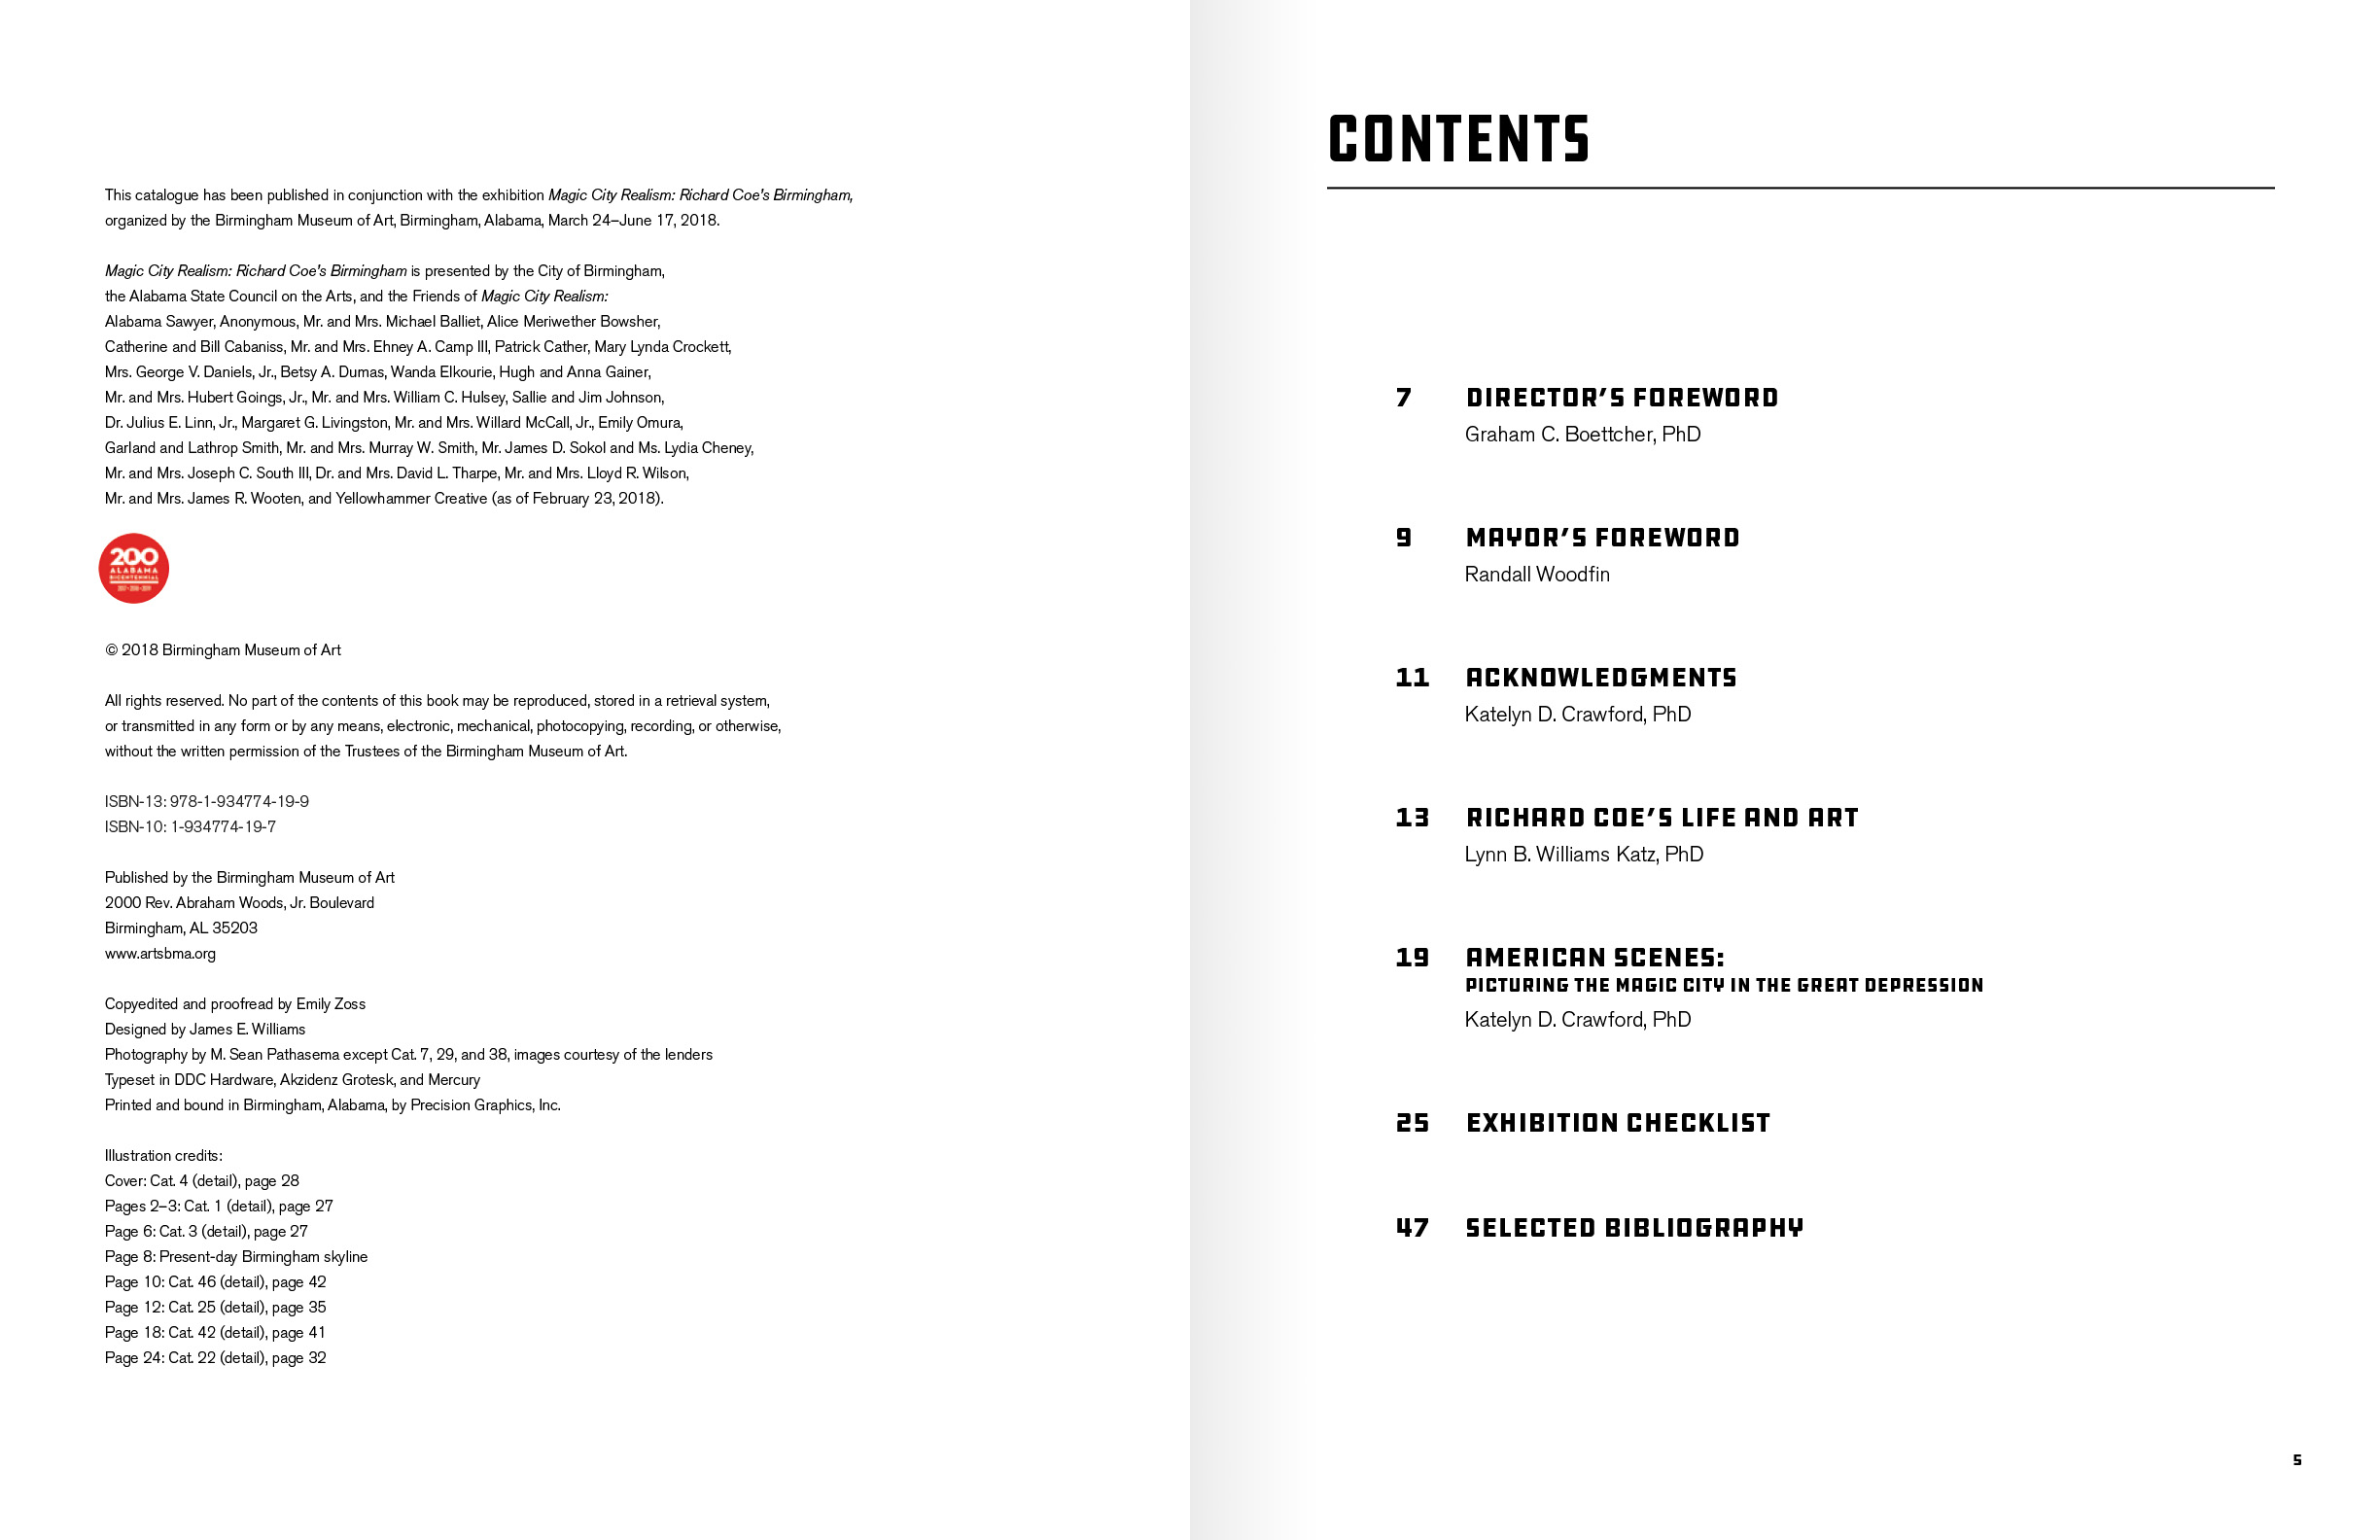 This catalogue has been published in conjunction with the exhibition Magic City Realism: Richard Coe's Birmingham,
organized by the Birmingham Museum of Art, Birmingham, Alabama, March 24–June 17, 2018.
Magic City Realism: Richard Coe's Birmingham is presented by the City of Birmingham,
the Alabama State Council on the Arts, and the Friends of Magic City Realism:
Alabama Sawyer, Anonymous, Mr. and Mrs. Michael Balliet, Alice Meriwether Bowsher,
Catherine and Bill Cabaniss, Mr. and Mrs. Ehney A. Camp III, Patrick Cather, Mary Lynda Crockett,
Mrs. George V. Daniels, Jr., Betsy A. Dumas, Wanda Elkourie, Hugh and Anna Gainer,
Mr. and Mrs. Hubert Goings, Jr., Mr. and Mrs. William C. Hulsey, Sallie and Jim Johnson,
Dr. Julius E. Linn, Jr., Margaret G. Livingston, Mr. and Mrs. Willard McCall, Jr., Emily Omura,
Garland and Lathrop Smith, Mr. and Mrs. Murray W. Smith, Mr. James D. Sokol and Ms. Lydia Cheney,
Mr. and Mrs. Joseph C. South III, Dr. and Mrs. David L. Tharpe, Mr. and Mrs. Lloyd R. Wilson,
Mr. and Mrs. James R. Wooten, and Yellowhammer Creative (as of February 23, 2018).
200
ALABAMA
BICENTENNIAL
© 2018 Birmingham Museum of Art
All rights reserved. No part of the contents of this book may be reproduced, stored in a retrieval system,
or transmitted in any form or by any means, electronic, mechanical, photocopying, recording, or otherwise,
without the written permission of the Trustees of the Birmingham Museum of Art.
ISBN-13: 978-1-934774-19-9
ISBN-10: 1-934774-19-7
Published by the Birmingham Museum of Art
2000 Rev. Abraham Woods, Jr. Boulevard
Birmingham, AL 35203
www.artsbma.org
Copyedited and proofread by Emily Zoss
Designed by James E. Williams
Photography by M. Sean Pathasema except Cat. 7, 29, and 38, images courtesy of the lenders
Typeset in DDC Hardware, Akzidenz Grotesk, and Mercury
Printed and bound in Birmingham, Alabama, by Precision Graphics, Inc.
Illustration credits:
Cover: Cat. 4 (detail), page 28
Pages 2–3: Cat. 1 (detail), page 27
Page 6: Cat. 3 (detail), page 27
Page 8: Present-day Birmingham skyline
Page 10: Cat. 46 (detail), page 42
Page 12: Cat. 25 (detail), page 35
Page 18: Cat. 42 (detail), page 41
Page 24: Cat. 22 (detail), page 32
CONTENTS
7 DIRECTOR'S FOREWORD
Graham C. Boettcher, PhD
9 MAYOR'S FOREWORD
Randall Woodfin
11 ACKNOWLEDGMENTS
Katelyn D. Crawford, PhD
13 RICHARD COE'S LIFE AND ART
Lynn B. Williams Katz, PhD
19 AMERICAN SCENES:
PICTURING THE MAGIC CITY IN THE GREAT DEPRESSION
Katelyn D. Crawford, PhD
25 EXHIBITION CHECKLIST
47 SELECTED BIBLIOGRAPHY
5